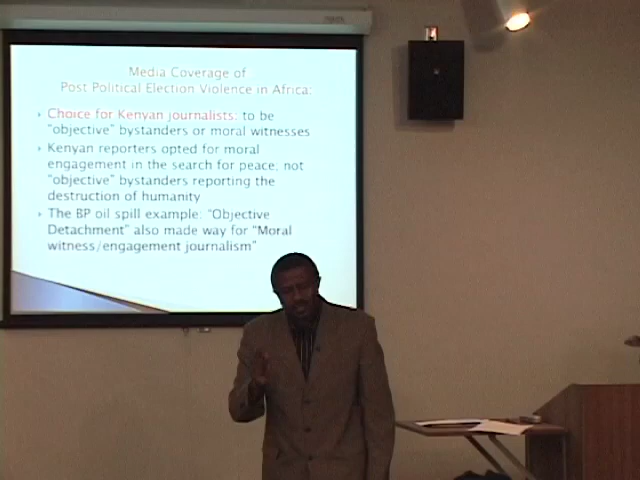 Media Coverage of
Post Political Election Violence in Africa:
Choice for Kenyan journalists: to be
"objective" bystanders or moral witnesses
Kenyan reporters opted for moral
engagement in the search for peace; not
"objective" bystanders reporting the
destruction of humanity
The BP oil spill example: "Objective
Detachment" also made way for "Moral
witness/engagement journalism"